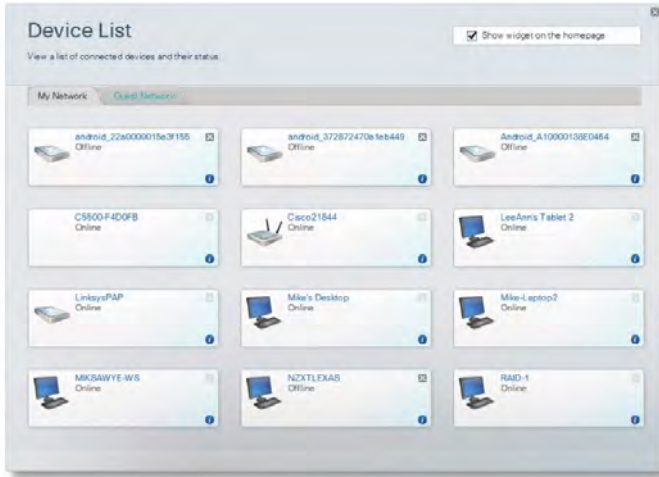 Device List
Show widget on the homepage
View a list of connected devices and their status.
My Network
Guest Network
android_22a0000015e3f155
Offline
android_372872470a1eb449
Offline
Android_A10000138E0464
Offline
C5500-F4D0FB
Online
Cisco21844
Online
LeeAnn's Tablet 2
Online
LinksysPAP
Online
Mike's Desktop
Online
Mike-Laptop2
Online
MIKSAWYE-WS
Online
NZXTLEXAS
Offline
RAID-1
Online